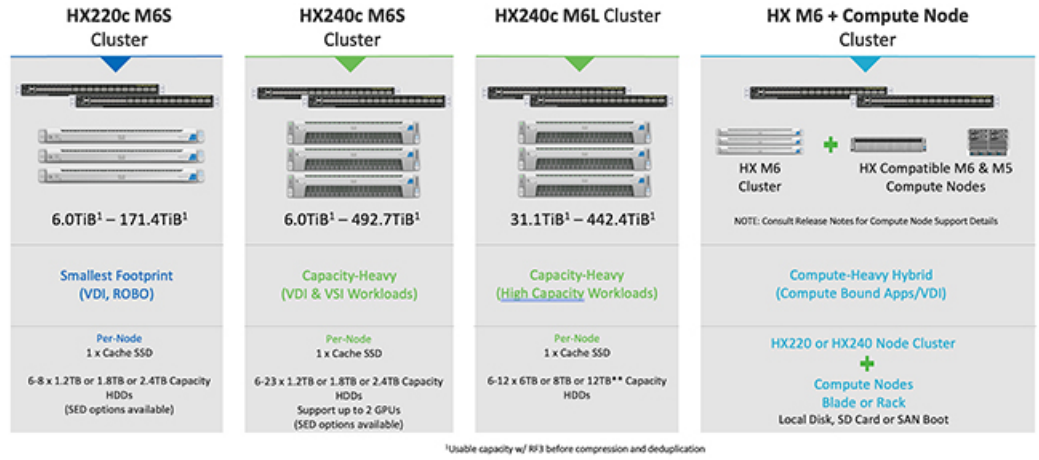 HX220c M6S
Cluster
6.0TiB¹ – 171.4TiB¹
Smallest Footprint
(VDI, ROBO)
Per-Node
1 x Cache SSD
6-8 x 1.2TB or 1.8TB or 2.4TB Capacity
HDDs
(SED options available)
HX240c M6S
Cluster
6.0TiB¹ – 492.7TiB¹
Capacity-Heavy
(VDI & VSI Workloads)
Per-Node
1 x Cache SSD
6-23 x 1.2TB or 1.8TB or 2.4TB Capacity
HDDs
Support up to 2 GPUs
(SED options available)
HX240c M6L Cluster
31.1TiB¹ – 442.4TiB¹
Capacity-Heavy
(High Capacity Workloads)
Per-Node
1 x Cache SSD
6-12 x 6TB or 8TB or 12TB** Capacity
HDDs
HX M6 + Compute Node
Cluster
HX M6
Cluster
HX Compatible M6 & M5
Compute Nodes
NOTE: Consult Release Notes for Compute Node Support Details
Compute-Heavy Hybrid
(Compute Bound Apps/VDI)
HX220 or HX240 Node Cluster
Compute Nodes
Blade or Rack
Local Disk, SD Card or SAN Boot
¹Usable capacity w/ RF3 before compression and deduplication